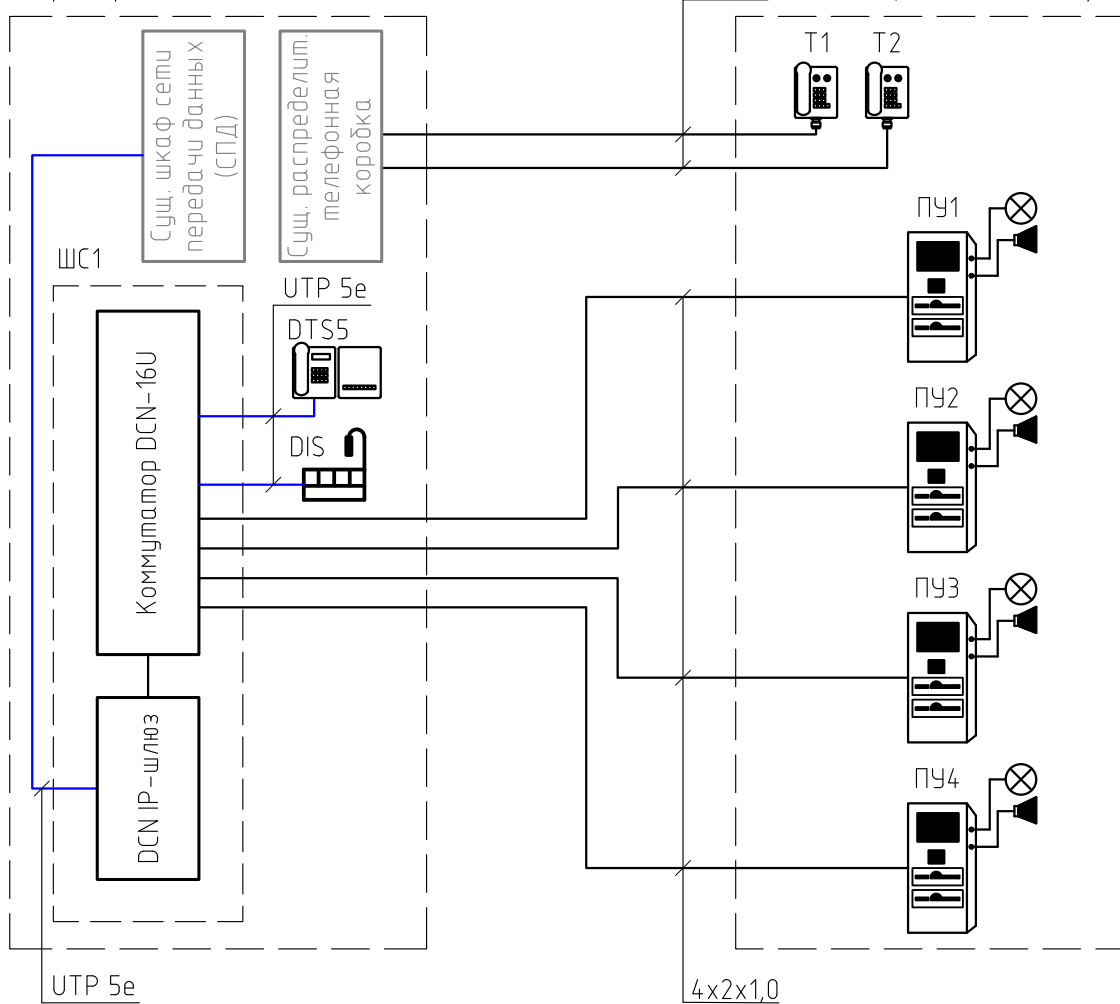 Сущ. шкаф сети
передачи данных
(СПД)
Сущ. распределит.
телефонная
коробка
Т1
Т2
ШС1
UTP 5e
DTS5
DIS
Коммутатор DCN-16U
DCN IP-шлюз
ПУ1
ПУ2
ПУ3
ПУ4
UTP 5e
4x2x1,0